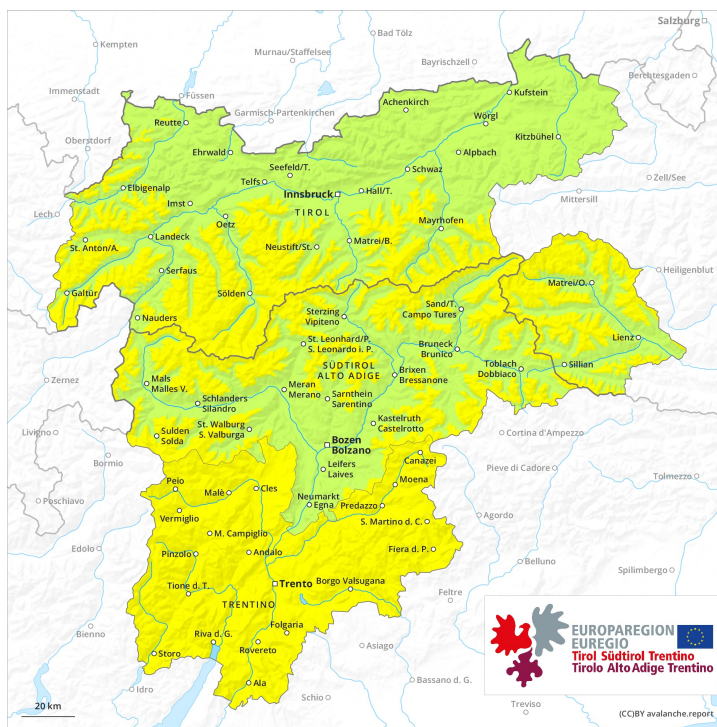 Salzburg
Kempten
Bad Tölz
Murnau/Staffelsee
Bayrischzell
Berchtesgaden
Immenstadt
Füssen
Garmisch-Partenkirchen
Kufstein
Achenkirch
Wörgl
Reutte
Oberstdorf
Kitzbühel
Ehrwald
Alpbach
Seefeld/T.
Schwaz
Telfs
Zell/See
Elbigenalp
Innsbruck
Hall/T.
Mittersill
Imst
TIROL
Lech
Oetz
Mayrhofen
Landeck
St. Anton/A.
Neustift/St.
Matrei/B.
Serfaus
Heiligenblut
Galtür
Sölden
Matrei/O.
Sand/T.
Campo Tures
Nauders
Sterzing
Vipiteno
Lienz
St. Leonhard/P.
S. Leonardo i. P.
Bruneck
Brunico
Toblach
Dobbiaco
Sillian
SÜDTIROL
ALTO ADIGE
Brixen
Bressanone
Zernez
Mals
Malles V.
Meran
Merano
Schlanders
Silandro
Sarnthein
Sarentino
St. Walburg
S. Valburga
Kastelruth
Castelrotto
Livigno
Sulden
Solda
Cortina d'Ampezzo
Bozen
Bolzano
Bormio
Canazei
Pieve di Cadore
Leifers
Laives
Tolmezzo
Peio
Malè
Cles
Moena
Poschiavo
Neumarkt
Egna
Predazzo
Vermiglio
Agordo
S. Martino d. C.
M. Campiglio
Edolo
Pinzolo
Andalo
Fiera d. P.
Belluno
Spilimbergo
Trento
Tione d. T.
Borgo Valsugana
Feltre
TRENTINO
Folgaria
Bienno
Riva d. G.
Rovereto
Asiago
Storo
Bassano d. G.
Ala
Idro
Schio
Treviso
EUROPAREGION
EUREGIO
Tirol Südtirol Trentino
Tirolo Alto Adige Trentino
20 km
(CC)BY avalanche.report